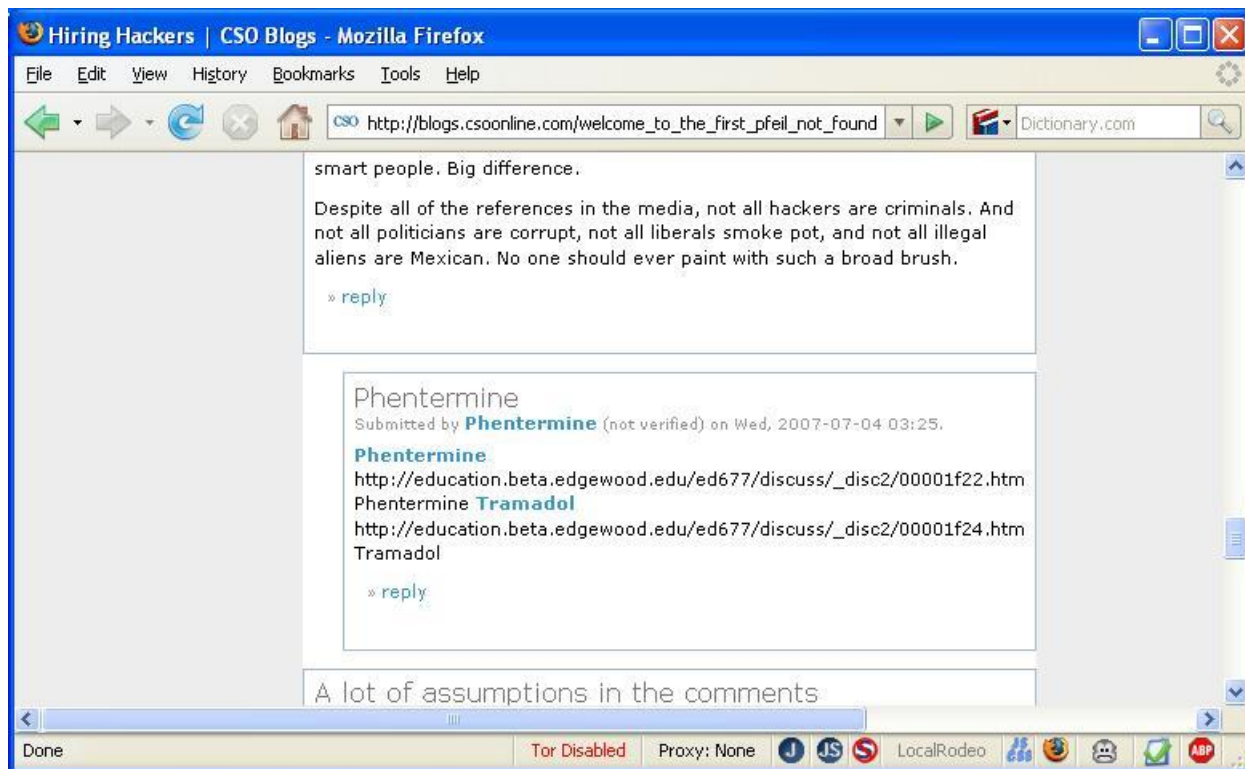 Hiring Hackers | CSO Blogs - Mozilla Firefox
File Edit View History Bookmarks Tools Help
CSO http://blogs.csoonline.com/welcome_to_the_first_pfeil_not_found
Dictionary.com
smart people. Big difference.
Despite all of the references in the media, not all hackers are criminals. And
not all politicians are corrupt, not all liberals smoke pot, and not all illegal
aliens are Mexican. No one should ever paint with such a broad brush.
» reply
Phentermine
Submitted by Phentermine (not verified) on Wed, 2007-07-04 03:25.
Phentermine
http://education.beta.edgewood.edu/ed677/discuss/_disc2/00001f22.htm
Phentermine Tramadol
http://education.beta.edgewood.edu/ed677/discuss/_disc2/00001f24.htm
Tramadol
» reply
A lot of assumptions in the comments
Done Tor Disabled Proxy: None J JS S LocalRodeo ABP